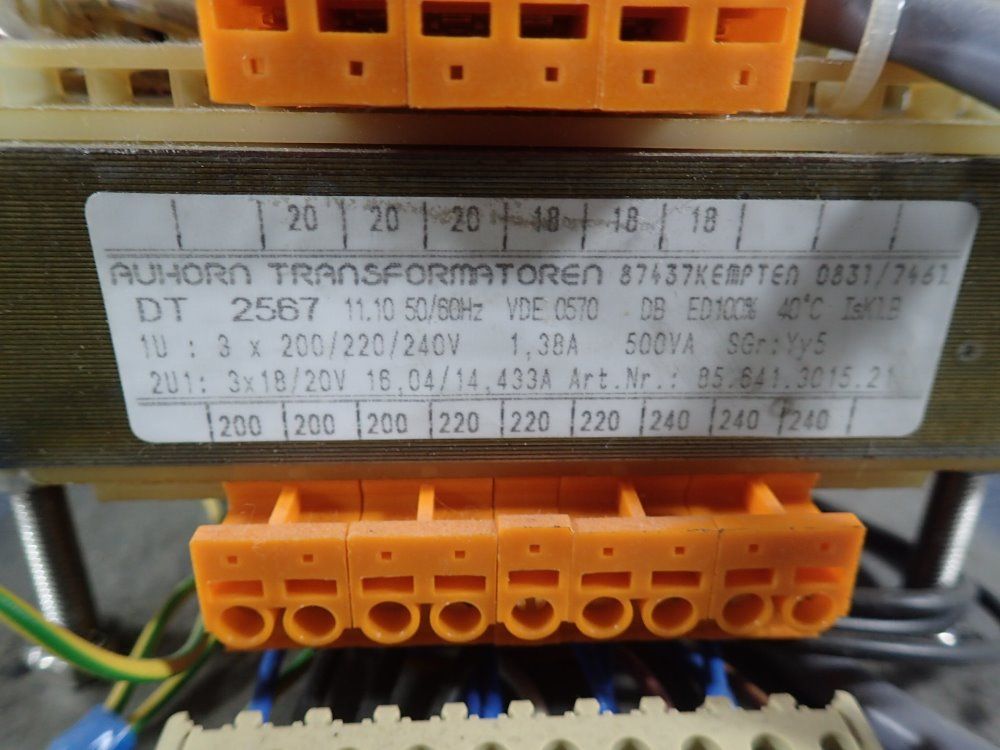 20 20 20 18 18 18
AUHORN TRANSFORMATOREN 87437KEMPTEN 0831/7461
DT 2567 11.10 50/60Hz VDE 0570 DB ED100% 40°C IsKl.B
1U : 3 x 200/220/240V 1,38A 500VA SGr:Yy5
2U1: 3x18/20V 16,04/14,433A Art.Nr.: 85.641.3015.21
200 200 200 220 220 220 240 240 240